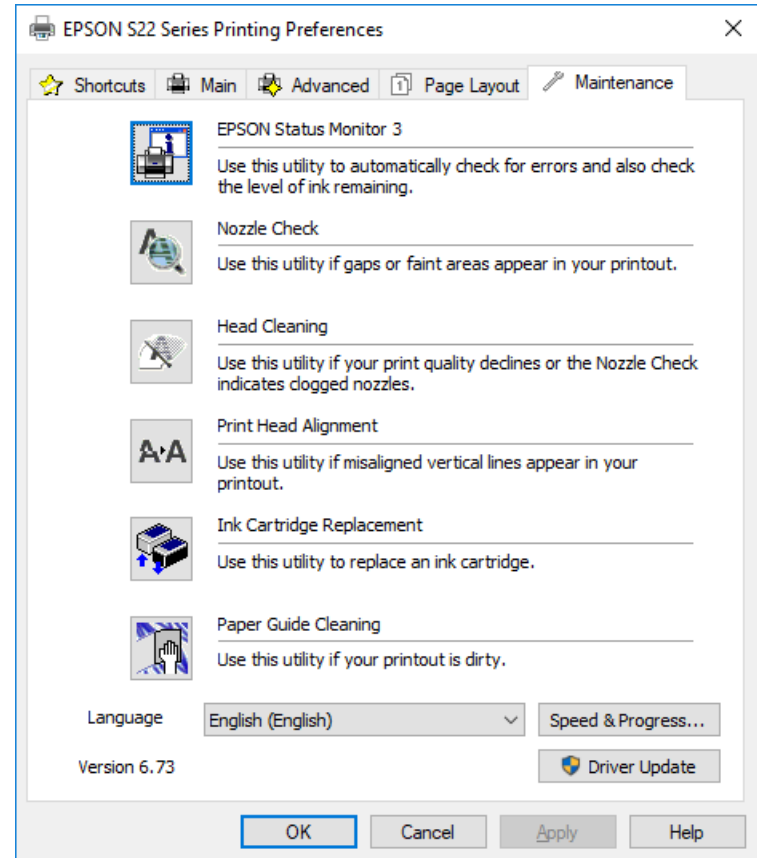 EPSON S22 Series Printing Preferences
Shortcuts Main Advanced 1 Page Layout Maintenance
EPSON Status Monitor 3
Use this utility to automatically check for errors and also check
the level of ink remaining.
Nozzle Check
Use this utility if gaps or faint areas appear in your printout.
Head Cleaning
Use this utility if your print quality declines or the Nozzle Check
indicates clogged nozzles.
Print Head Alignment
A A
Use this utility if misaligned vertical lines appear in your
printout.
Ink Cartridge Replacement
Use this utility to replace an ink cartridge.
Paper Guide Cleaning
Use this utility if your printout is dirty.
Language English (English) Speed & Progress...
Version 6.73 Driver Update
OK Cancel Apply Help